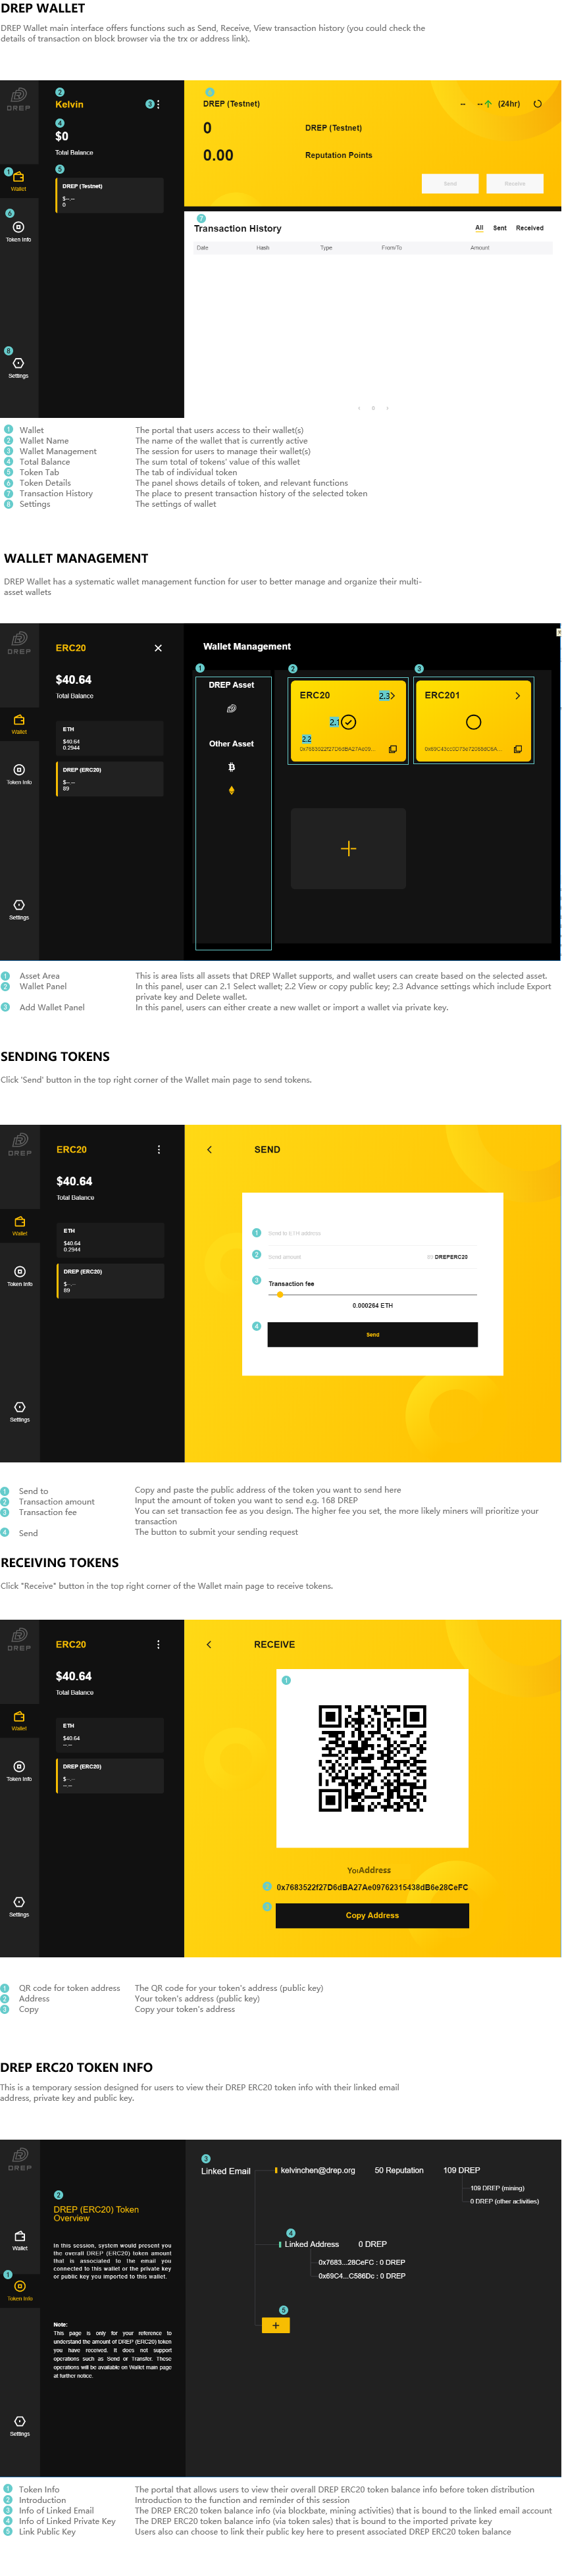 DREP WALLET
DREP Wallet main interface offers functions such as Send, Receive, View transaction history (you could check the
details of transaction on block browser via the trx or address link).
DREP
2
Kelvin
3
4
$0
Total Balance
5
DREP (Testnet)
$--.--
0
1
Wallet
6
Token Info
8
Settings
DREP (Testnet)
-- -- (24hr)
0 DREP (Testnet)
0.00 Reputation Points
Send Receive
7
Transaction History
All Sent Received
Date Hash Type From/To Amount
‹ 0 ›
1 Wallet The portal that users access to their wallet(s)
2 Wallet Name The name of the wallet that is currently active
3 Wallet Management The session for users to manage their wallet(s)
4 Total Balance The sum total of tokens' value of this wallet
5 Token Tab The tab of individual token
6 Token Details The panel shows details of token, and relevant functions
7 Transaction History The place to present transaction history of the selected token
8 Settings The settings of wallet
WALLET MANAGEMENT
DREP Wallet has a systematic wallet management function for user to better manage and organize their multi-
asset wallets
DREP
ERC20
$40.64
Total Balance
ETH
$40.64
0.2944
DREP (ERC20)
$--.--
89
Wallet
Token Info
Settings
Wallet Management
1 2 3
DREP Asset
Other Asset
ERC20 2.3
2.1
2.2
ERC201
1 Asset Area This is area lists all assets that DREP Wallet supports, and wallet users can create based on the selected asset.
2 Wallet Panel In this panel, user can 2.1 Select wallet; 2.2 View or copy public key; 2.3 Advance settings which include Export
private key and Delete wallet.
3 Add Wallet Panel In this panel, users can either create a new wallet or import a wallet via private key.
SENDING TOKENS
Click 'Send' button in the top right corner of the Wallet main page to send tokens.
DREP
ERC20
$40.64
Total Balance
ETH
$40.64
0.2944
DREP (ERC20)
$--.--
89
Wallet
Token Info
Settings
SEND
1 Send to ETH address
2 Send amount 89 DREPERC20
3 Transaction fee
0.000264 ETH
4 Send
1 Send to Copy and paste the public address of the token you want to send here
2 Transaction amount Input the amount of token you want to send e.g. 168 DREP
3 Transaction fee You can set transaction fee as you design. The higher fee you set, the more likely miners will prioritize your
transaction
4 Send The button to submit your sending request
RECEIVING TOKENS
Click "Receive" button in the top right corner of the Wallet main page to receive tokens.
DREP
ERC20
$40.64
Total Balance
ETH
$40.64
--.--
DREP (ERC20)
$--.--
--.--
Wallet
Token Info
Settings
RECEIVE
1
Address
2 0x7683522f27D6dBA27Ae09762315438dB6e28CeFC
3 Copy Address
1 QR code for token address The QR code for your token's address (public key)
2 Address Your token's address (public key)
3 Copy Copy your token's address
DREP ERC20 TOKEN INFO
This is a temporary session designed for users to view their DREP ERC20 token info with their linked email
address, private key and public key.
DREP
2
DREP (ERC20) Token
Overview
In this session, system would present you
the overall DREP (ERC20) token amount
that is associated to the email you
connected to this wallet or the private key
or public key you imported to this wallet.
Note:
This page is only for your reference to
understand the amount of DREP (ERC20) token
you have received. It does not support
operations such as Send or Transfer. These
operations will be available on Wallet main page
at further notice.
Wallet
1
Token Info
Settings
3
Linked Email kelvinchen@drep.org 50 Reputation 109 DREP
109 DREP (mining)
0 DREP (other activities)
4
Linked Address 0 DREP
0x7683...28CeFC : 0 DREP
0x69C4...C586Dc : 0 DREP
5
+
1 Token Info The portal that allows users to view their overall DREP ERC20 token balance info before token distribution
2 Introduction Introduction to the function and reminder of this session
3 Info of Linked Email The DREP ERC20 token balance info (via blockbate, mining activities) that is bound to the linked email account
4 Info of Linked Private Key The DREP ERC20 token balance info (via token sales) that is bound to the imported private key
5 Link Public Key Users also can choose to link their public key here to present associated DREP ERC20 token balance